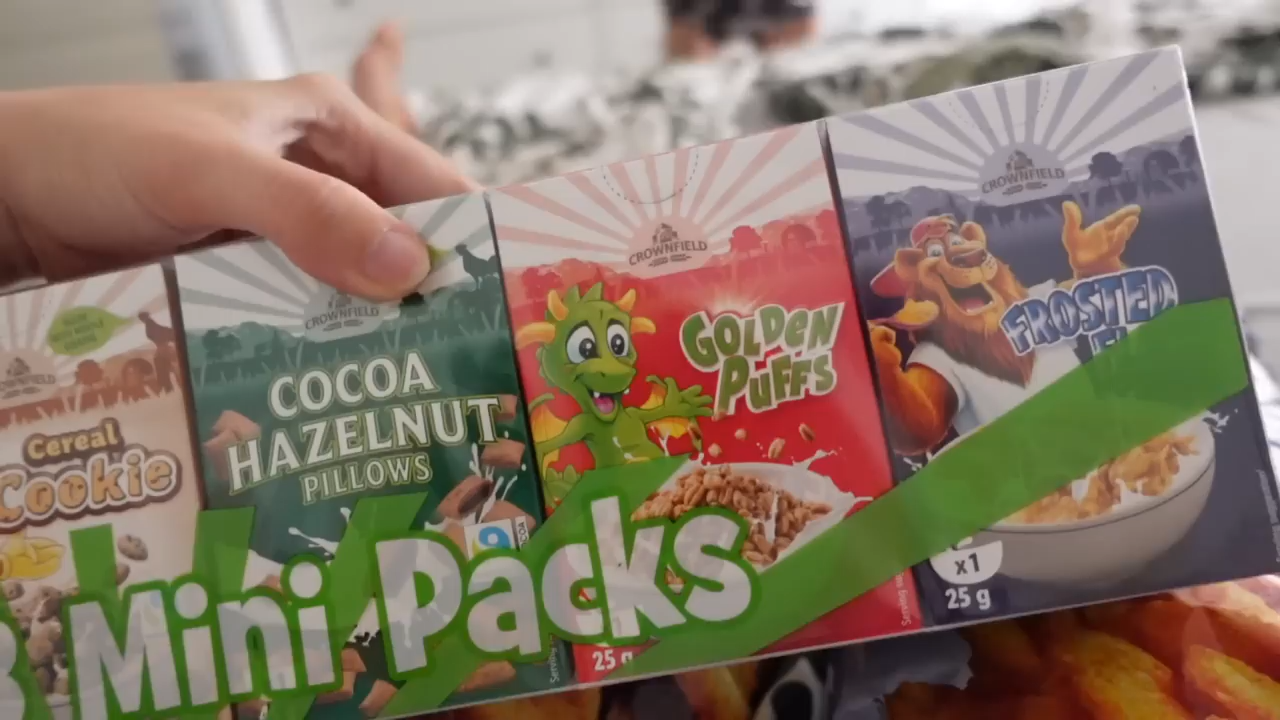 CROWNFIELD
Cereal
Cookie
CROWNFIELD
COCOA
HAZELNUT
PILLOWS
CROWNFIELD
GOLDEN
PUFFS
25 g
CROWNFIELD
FROSTED
x1
25 g
Mini Packs